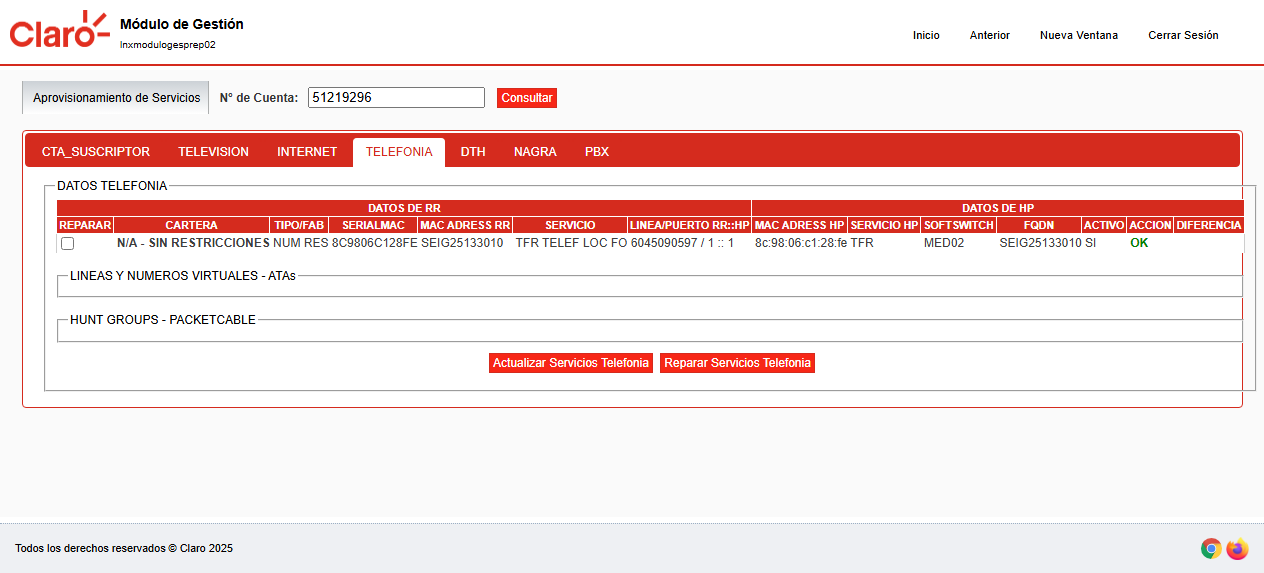 Claro Módulo de Gestión
lnxmodulogesprep02
Inicio Anterior Nueva Ventana Cerrar Sesión
Aprovisionamiento de Servicios N° de Cuenta: 51219296 Consultar
CTA_SUSCRIPTOR TELEVISION INTERNET TELEFONIA DTH NAGRA PBX
DATOS TELEFONIA
DATOS DE RR DATOS DE HP
REPARAR CARTERA TIPO/FAB SERIALMAC MAC ADRESS RR SERVICIO LINEA/PUERTO RR::HP MAC ADRESS HP SERVICIO HP SOFTSWITCH FQDN ACTIVO ACCION DIFERENCIA
N/A - SIN RESTRICCIONES NUM RES 8C9806C128FE SEIG25133010 TFR TELEF LOC FO 6045090597 / 1 :: 1 8c:98:06:c1:28:fe TFR MED02 SEIG25133010 SI OK
LINEAS Y NUMEROS VIRTUALES - ATAs
HUNT GROUPS - PACKETCABLE
Actualizar Servicios Telefonia Reparar Servicios Telefonia
Todos los derechos reservados © Claro 2025